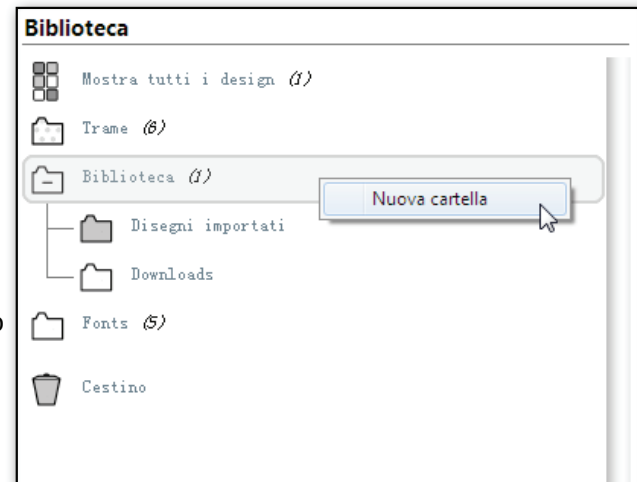 Biblioteca
Mostra tutti i design (1)
Trame (6)
Biblioteca (1)
Nuova cartella
Disegni importati
Downloads
Fonts (5)
Cestino